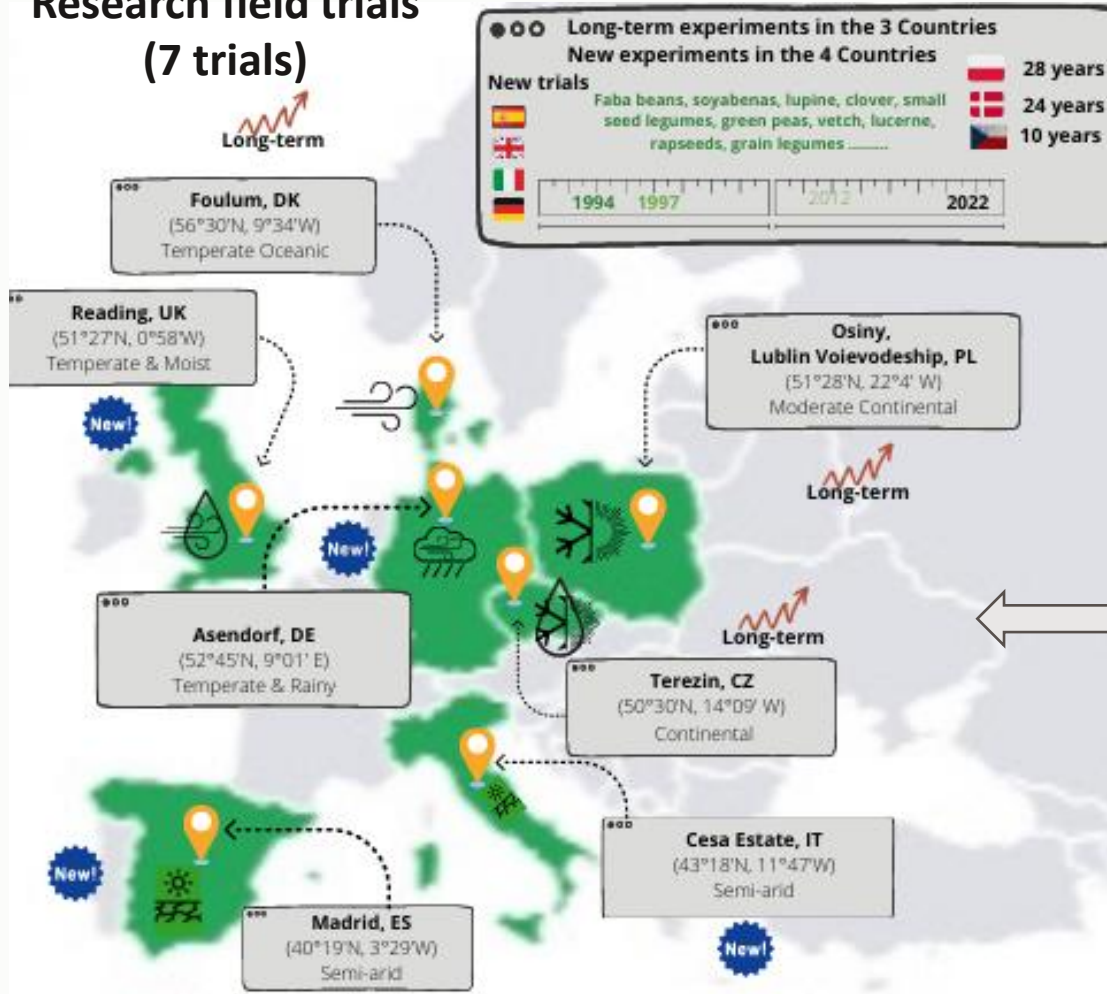 Research field trials
(7 trials)
Long-term experiments in the 3 Countries
New experiments in the 4 Countries
New trials
Faba beans, soyabenas, lupine, clover, small
seed legumes, green peas, vetch, lucerne,
rapseeds, grain legumes ........
28 years
24 years
10 years
1994 1997 2012 2022
Long-term
Foulum, DK
(56°30'N, 9°34'W)
Temperate Oceanic
Reading, UK
(51°27'N, 0°58'W)
Temperate & Moist
New!
Osiny,
Lublin Voievodeship, PL
(51°28'N, 22°4' W)
Moderate Continental
Long-term
New!
Asendorf, DE
(52°45'N, 9°01' E)
Temperate & Rainy
Long-term
Terezin, CZ
(50°30'N, 14°09' W)
Continental
Cesa Estate, IT
(43°18'N, 11°47'W)
Semi-arid
New!
New!
Madrid, ES
(40°19'N, 3°29'W)
Semi-arid